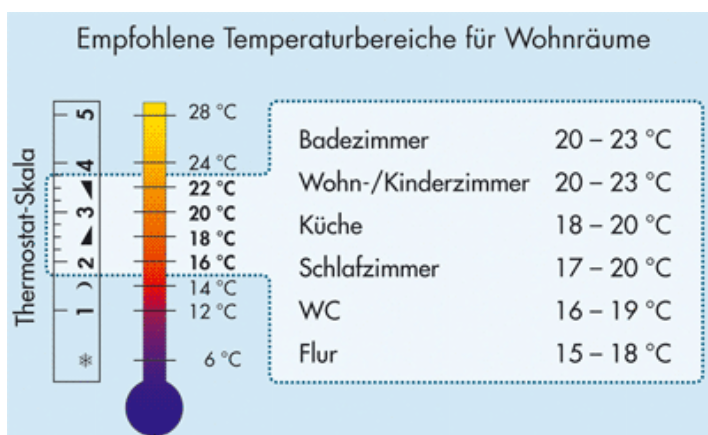 Empfohlene Temperaturbereiche für Wohnräume
Thermostat-Skala
5
4
3
2
1
28 °C
24 °C
22 °C
20 °C
18 °C
16 °C
14 °C
12 °C
6 °C
Badezimmer 20 – 23 °C
Wohn-/Kinderzimmer 20 – 23 °C
Küche 18 – 20 °C
Schlafzimmer 17 – 20 °C
WC 16 – 19 °C
Flur 15 – 18 °C